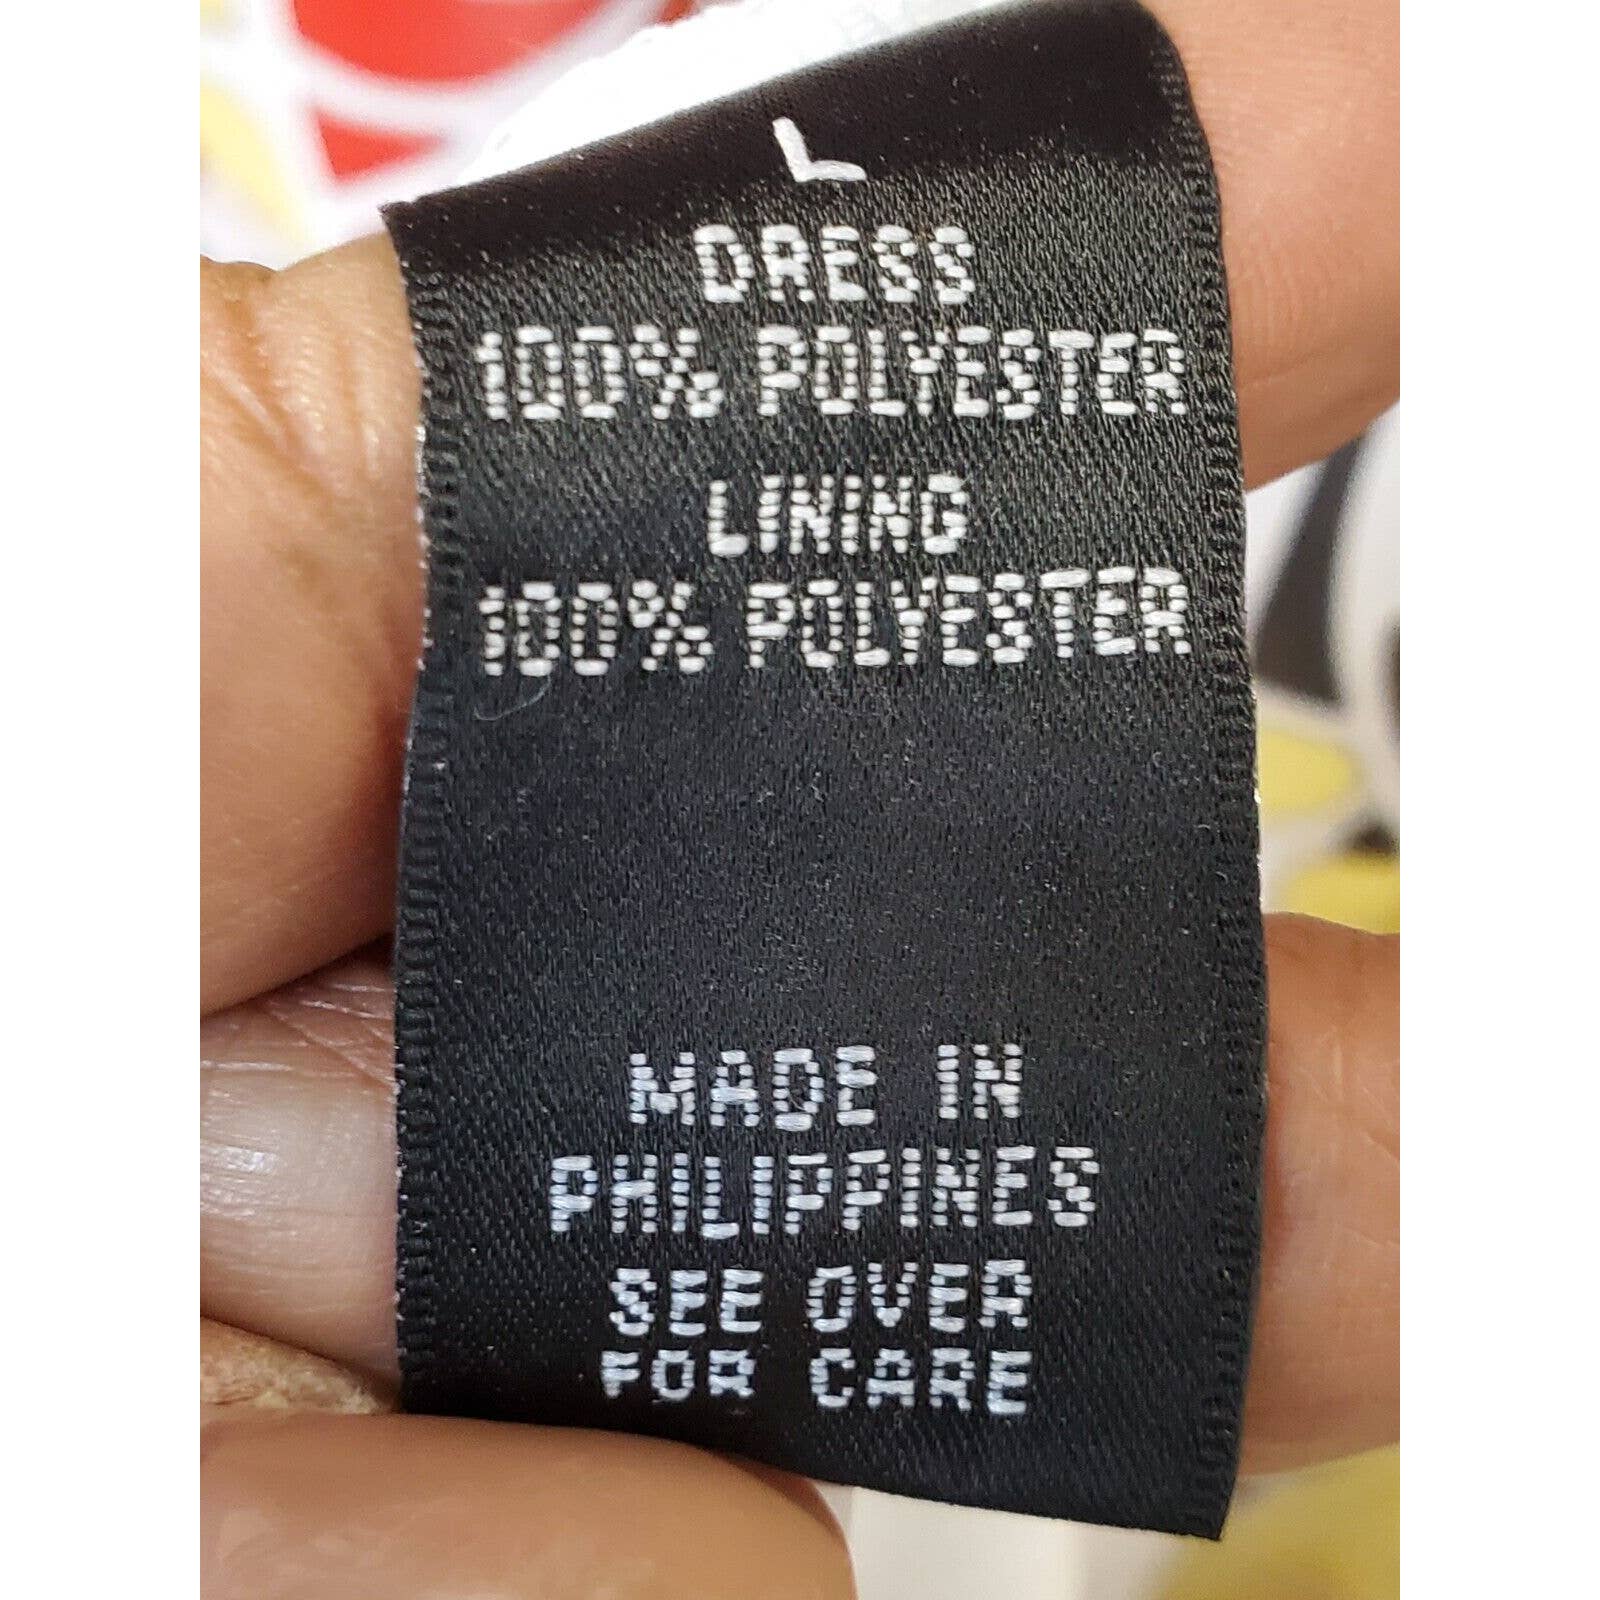 L
DRESS
100% POLYESTER
LINING
100% POLYESTER
MADE IN
PHILIPPINES
SEE OVER
FOR CARE